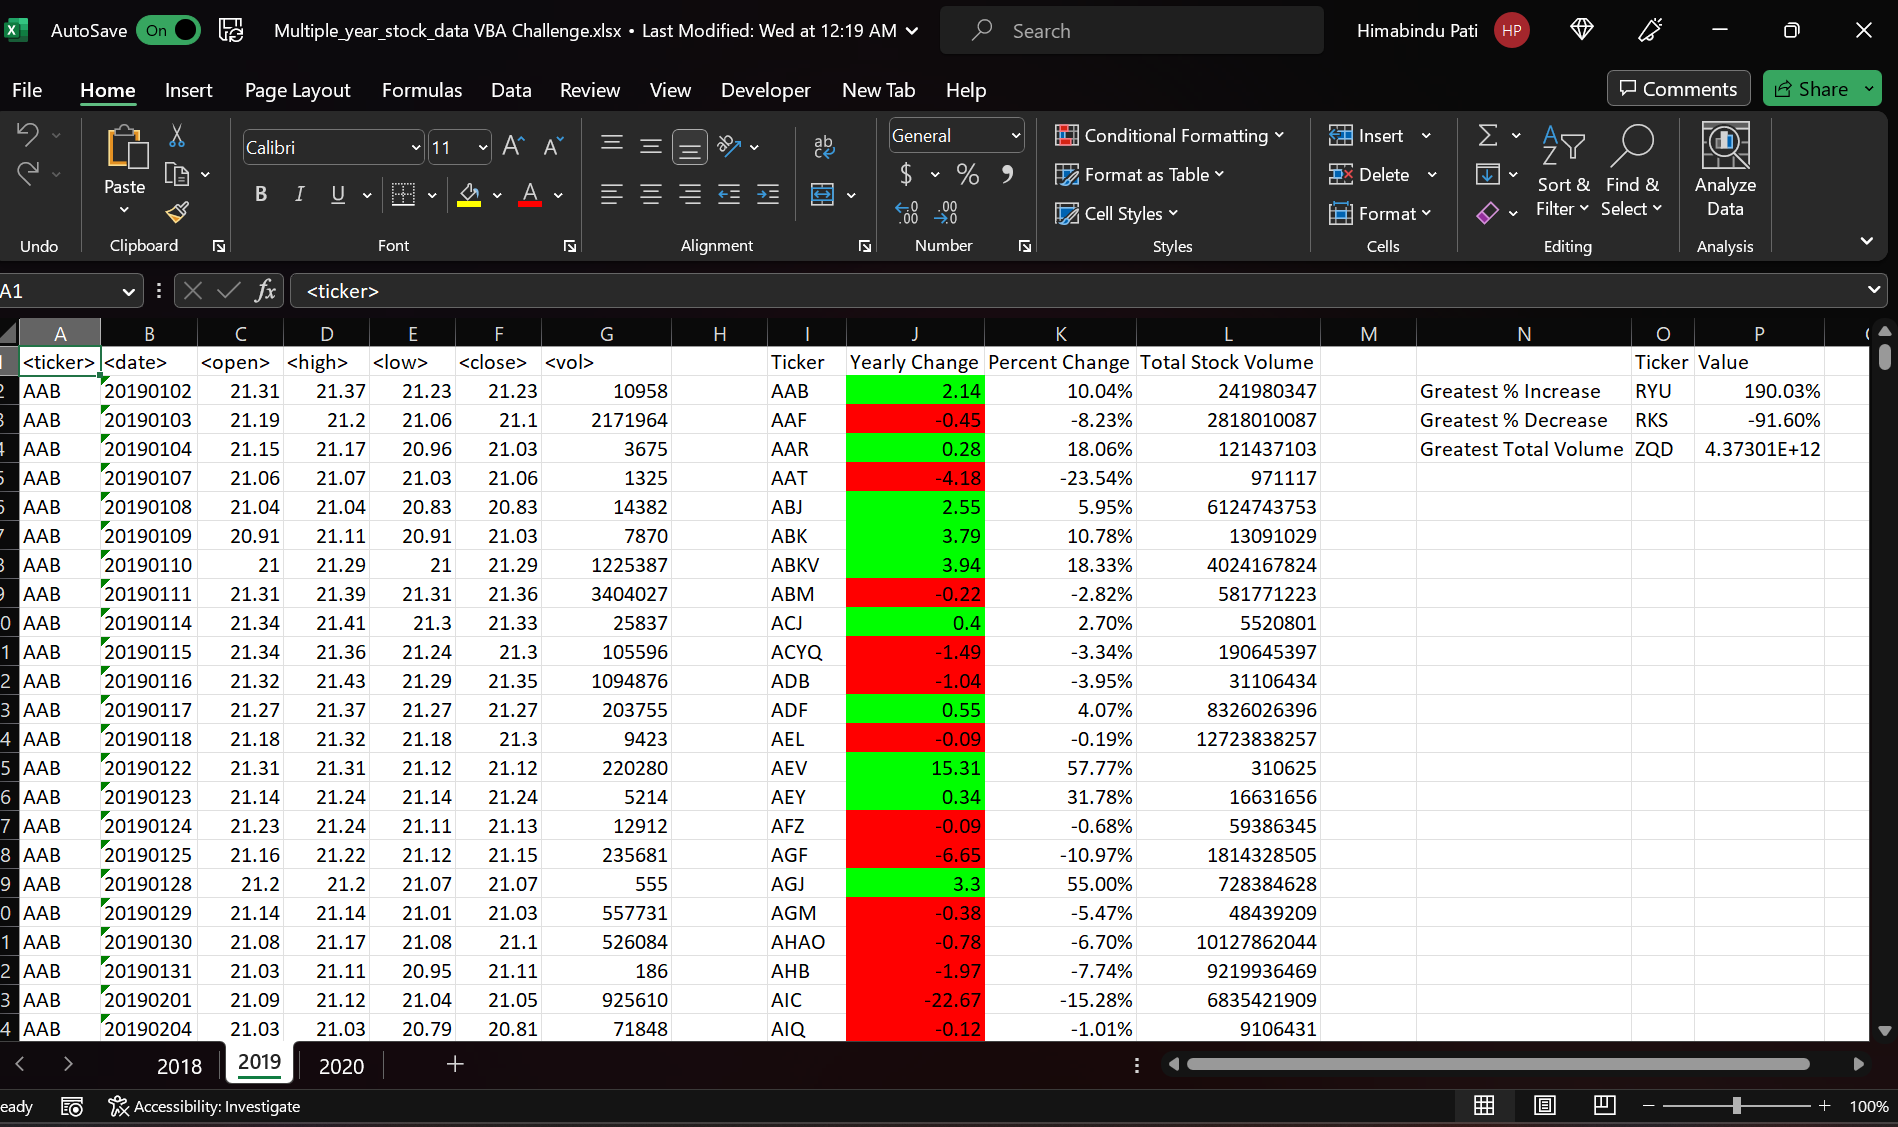 AutoSave On Multiple_year_stock_data VBA Challenge.xlsx • Last Modified: Wed at 12:19 AM Search Himabindu Pati HP
File Home Insert Page Layout Formulas Data Review View Developer New Tab Help Comments Share
Calibri 11 General Conditional Formatting Insert
Paste Format as Table Delete Sort & Find & Analyze
Cell Styles Format Filter Select Data
Undo Clipboard Font Alignment Number Styles Cells Editing Analysis
A1 fx <ticker>
A B C D E F G H I J K L M N O P
<ticker> <date> <open> <high> <low> <close> <vol> Ticker Yearly Change Percent Change Total Stock Volume Ticker Value
AAB 20190102 21.31 21.37 21.23 21.23 10958 AAB 2.14 10.04% 241980347 Greatest % Increase RYU 190.03%
AAB 20190103 21.19 21.2 21.06 21.1 2171964 AAF -0.45 -8.23% 2818010087 Greatest % Decrease RKS -91.60%
AAB 20190104 21.15 21.17 20.96 21.03 3675 AAR 0.28 18.06% 121437103 Greatest Total Volume ZQD 4.37301E+12
AAB 20190107 21.06 21.07 21.03 21.06 1325 AAT -4.18 -23.54% 971117
AAB 20190108 21.04 21.04 20.83 20.83 14382 ABJ 2.55 5.95% 6124743753
AAB 20190109 20.91 21.11 20.91 21.03 7870 ABK 3.79 10.78% 13091029
AAB 20190110 21 21.29 21 21.29 1225387 ABKV 3.94 18.33% 4024167824
AAB 20190111 21.31 21.39 21.31 21.36 3404027 ABM -0.22 -2.82% 581771223
AAB 20190114 21.34 21.41 21.3 21.33 25837 ACJ 0.4 2.70% 5520801
AAB 20190115 21.34 21.36 21.24 21.3 105596 ACYQ -1.49 -3.34% 190645397
AAB 20190116 21.32 21.43 21.29 21.35 1094876 ADB -1.04 -3.95% 31106434
AAB 20190117 21.27 21.37 21.27 21.27 203755 ADF 0.55 4.07% 8326026396
AAB 20190118 21.18 21.32 21.18 21.3 9423 AEL -0.09 -0.19% 12723838257
AAB 20190122 21.31 21.31 21.12 21.12 220280 AEV 15.31 57.77% 310625
AAB 20190123 21.14 21.24 21.14 21.24 5214 AEY 0.34 31.78% 16631656
AAB 20190124 21.23 21.24 21.11 21.13 12912 AFZ -0.09 -0.68% 59386345
AAB 20190125 21.16 21.22 21.12 21.15 235681 AGF -6.65 -10.97% 1814328505
AAB 20190128 21.2 21.2 21.07 21.07 555 AGJ 3.3 55.00% 728384628
AAB 20190129 21.14 21.14 21.01 21.03 557731 AGM -0.38 -5.47% 48439209
AAB 20190130 21.08 21.17 21.08 21.1 526084 AHAO -0.78 -6.70% 10127862044
AAB 20190131 21.03 21.11 20.95 21.11 186 AHB -1.97 -7.74% 9219936469
AAB 20190201 21.09 21.12 21.04 21.05 925610 AIC -22.67 -15.28% 6835421909
AAB 20190204 21.03 21.03 20.79 20.81 71848 AIQ -0.12 -1.01% 9106431
2018 2019 2020
eady Accessibility: Investigate 100%